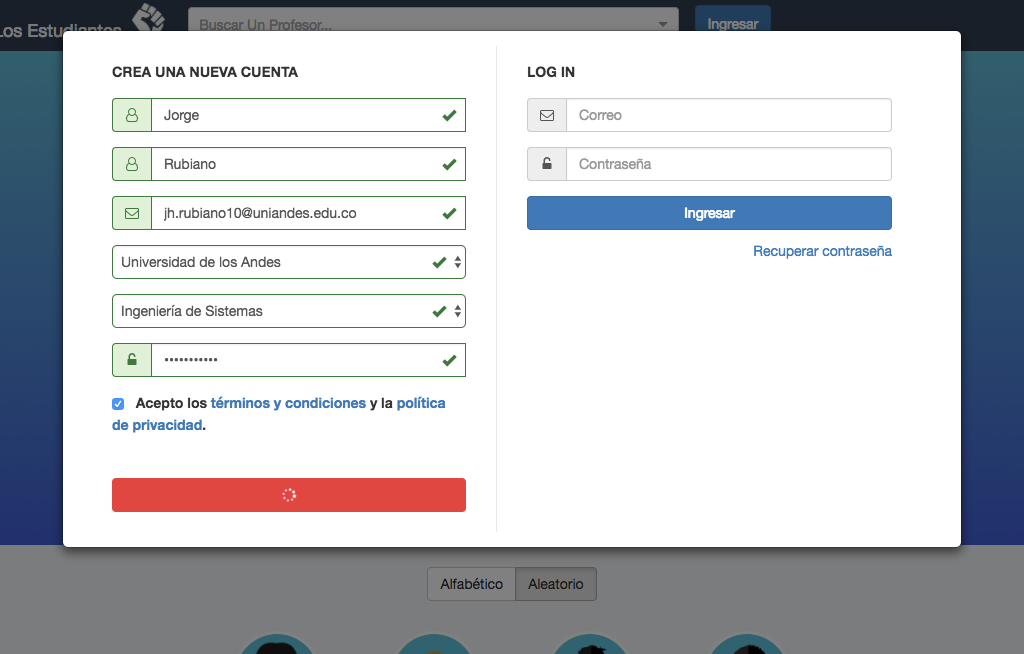 Los Estudiantes
Buscar Un Profesor...
Ingresar
CREA UNA NUEVA CUENTA
Jorge
Rubiano
jh.rubiano10@uniandes.edu.co
Universidad de los Andes
Ingeniería de Sistemas
•••••••••••
Acepto los términos y condiciones y la política
de privacidad.
LOG IN
Correo
Contraseña
Ingresar
Recuperar contraseña
Alfabético
Aleatorio